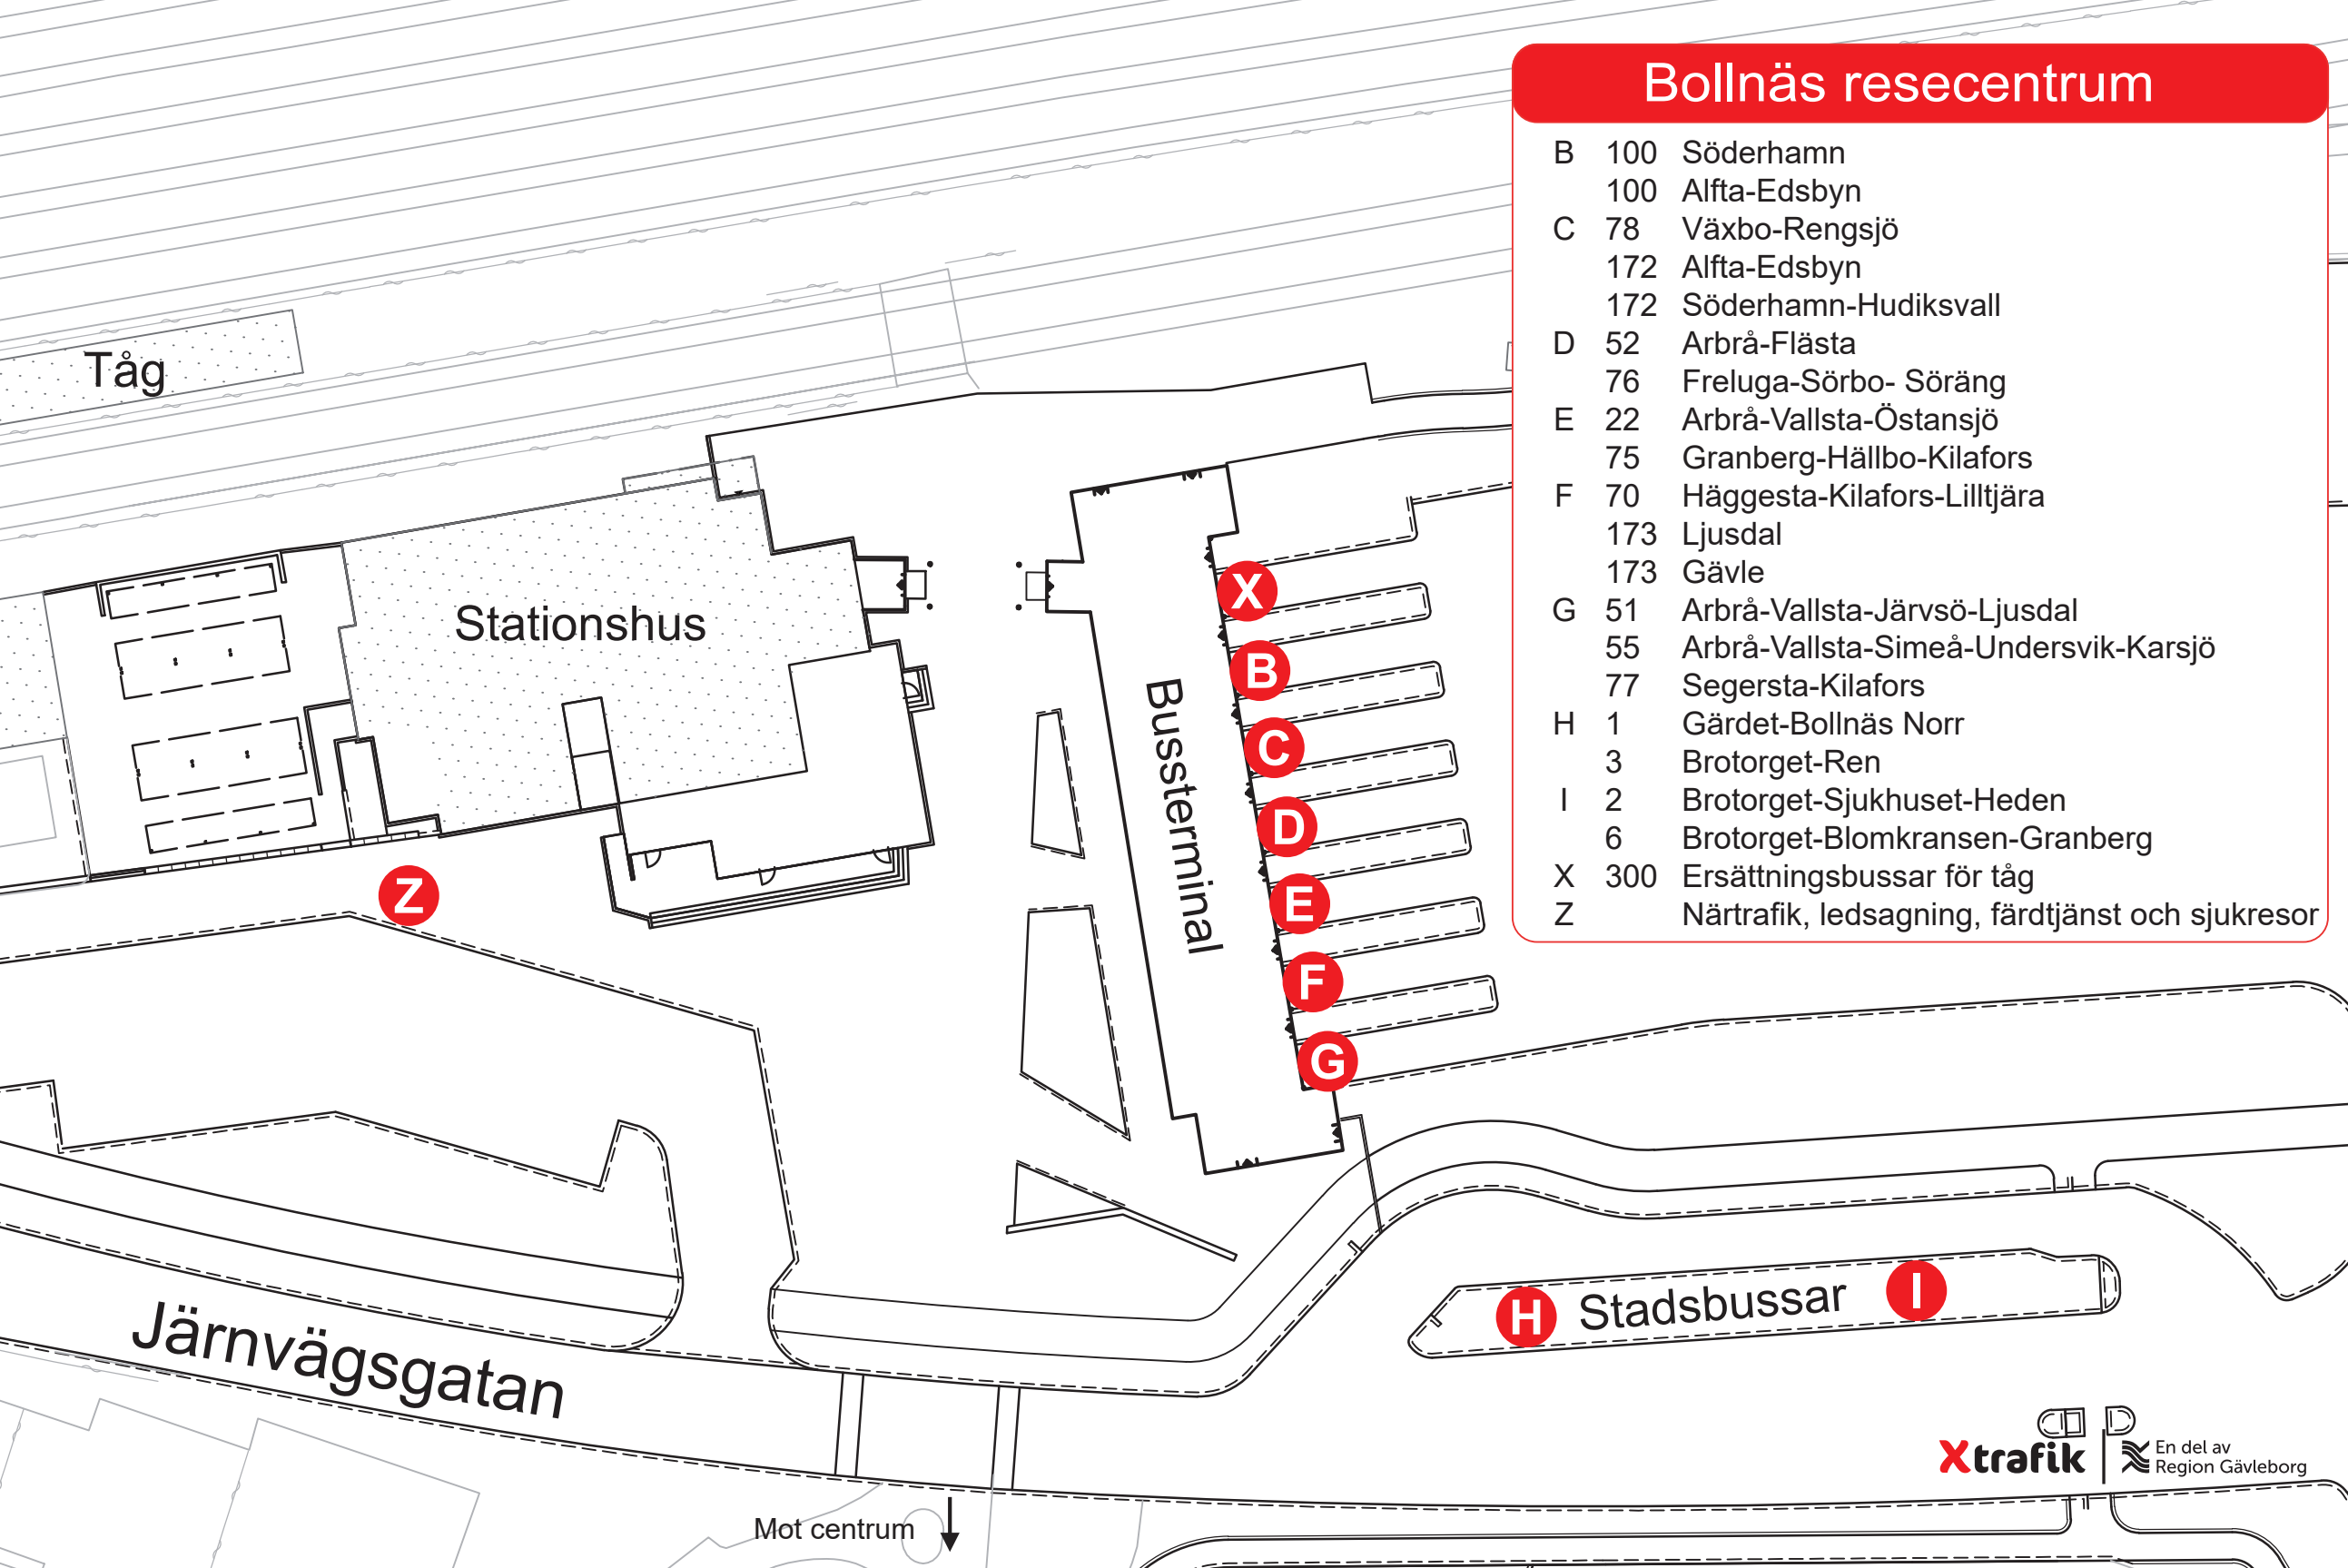 Bollnäs resecentrum
B 100 Söderhamn
100 Alfta-Edsbyn
C 78 Växbo-Rengsjö
172 Alfta-Edsbyn
172 Söderhamn-Hudiksvall
D 52 Arbrå-Flästa
76 Freluga-Sörbo- Söräng
E 22 Arbrå-Vallsta-Östansjö
75 Granberg-Hällbo-Kilafors
F 70 Häggesta-Kilafors-Lilltjära
173 Ljusdal
173 Gävle
G 51 Arbrå-Vallsta-Järvsö-Ljusdal
55 Arbrå-Vallsta-Simeå-Undersvik-Karsjö
77 Segersta-Kilafors
H 1 Gärdet-Bollnäs Norr
3 Brotorget-Ren
I 2 Brotorget-Sjukhuset-Heden
6 Brotorget-Blomkransen-Granberg
X 300 Ersättningsbussar för tåg
Z Närtrafik, ledsagning, färdtjänst och sjukresor
Tåg
Stationshus
Bussterminal
X
B
C
D
E
F
G
Z
H Stadsbussar I
Järnvägsgatan
Mot centrum
Xtrafik
En del av
Region Gävleborg